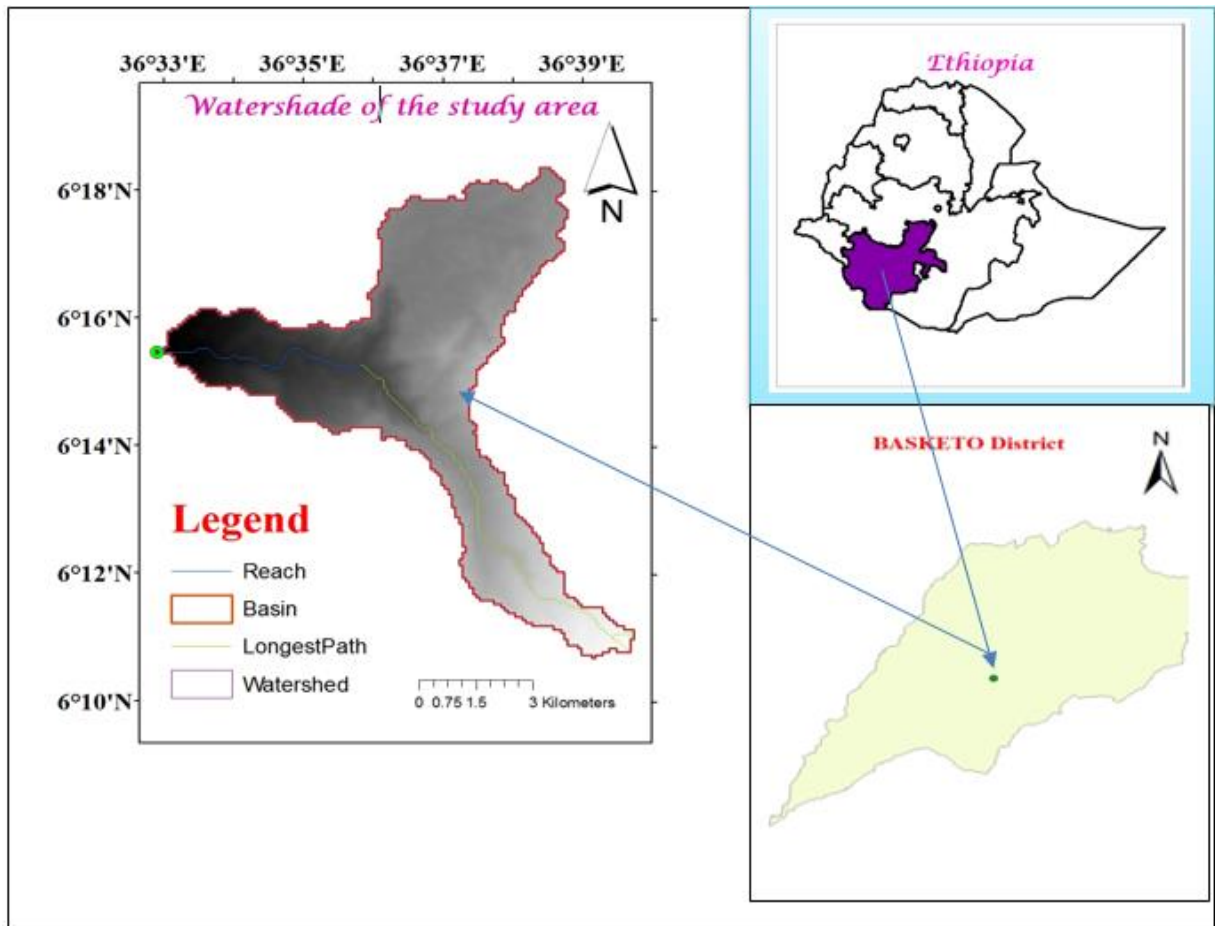 36°33'E 36°35'E 36°37'E 36°39'E
Watershade of the study area
N
6°18'N
6°16'N
6°14'N
6°12'N
6°10'N
Legend
Reach
Basin
LongestPath
Watershed
0 0.75 1.5 3 Kilometers
Ethiopia
BASKETO District
N